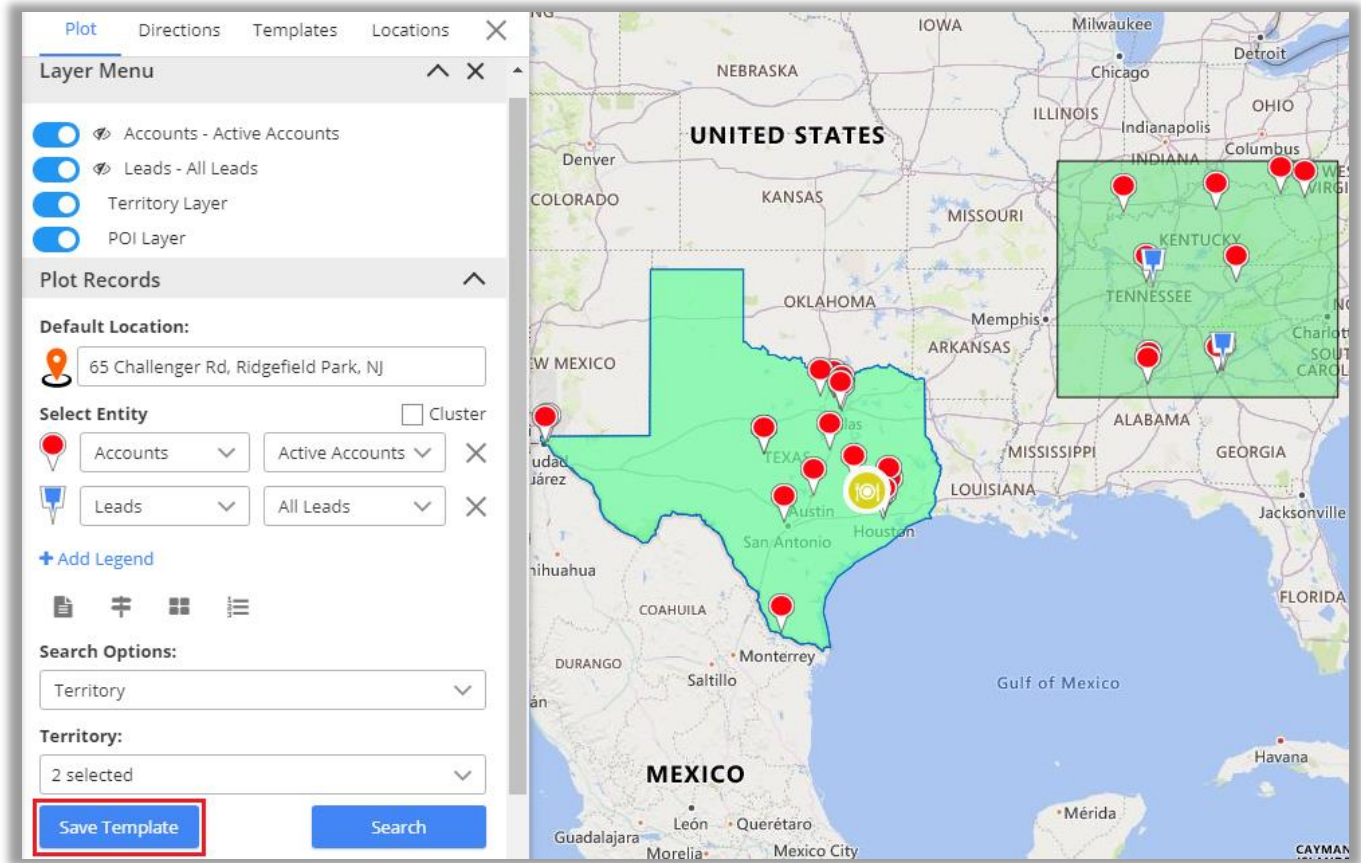 Plot Directions Templates Locations
Layer Menu
Accounts - Active Accounts
Leads - All Leads
Territory Layer
POI Layer
Plot Records
Default Location:
65 Challenger Rd, Ridgefield Park, NJ
Select Entity Cluster
Accounts Active Accounts
Leads All Leads
+ Add Legend
Search Options:
Territory
Territory:
2 selected
Save Template Search
IOWA
Milwaukee
Detroit
NEBRASKA
Chicago
ILLINOIS
OHIO
Indianapolis
UNITED STATES
Columbus
Denver
INDIANA
COLORADO
KANSAS
MISSOURI
KENTUCKY
TENNESSEE
OKLAHOMA
Memphis
ARKANSAS
EW MEXICO
ALABAMA
TEXAS
MISSISSIPPI
GEORGIA
LOUISIANA
Austin
Jacksonville
Houston
San Antonio
hihuahua
FLORIDA
COAHUILA
Monterrey
DURANGO
Saltillo
Gulf of Mexico
Havana
MEXICO
Mérida
León
Querétaro
Guadalajara
Morelia
Mexico City
CAYMAN